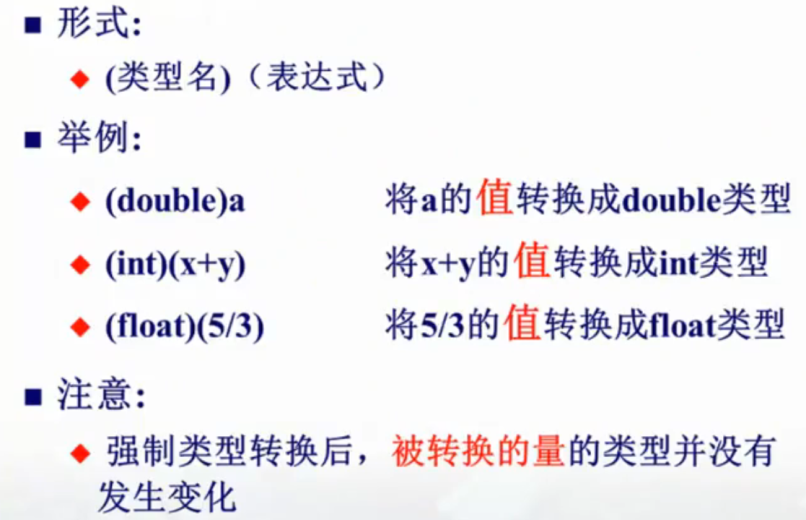 形式:
(类型名)（表达式）
举例:
(double)a 将a的值转换成double类型
(int)(x+y) 将x+y的值转换成int类型
(float)(5/3) 将5/3的值转换成float类型
注意:
强制类型转换后，被转换的量的类型并没有
发生变化